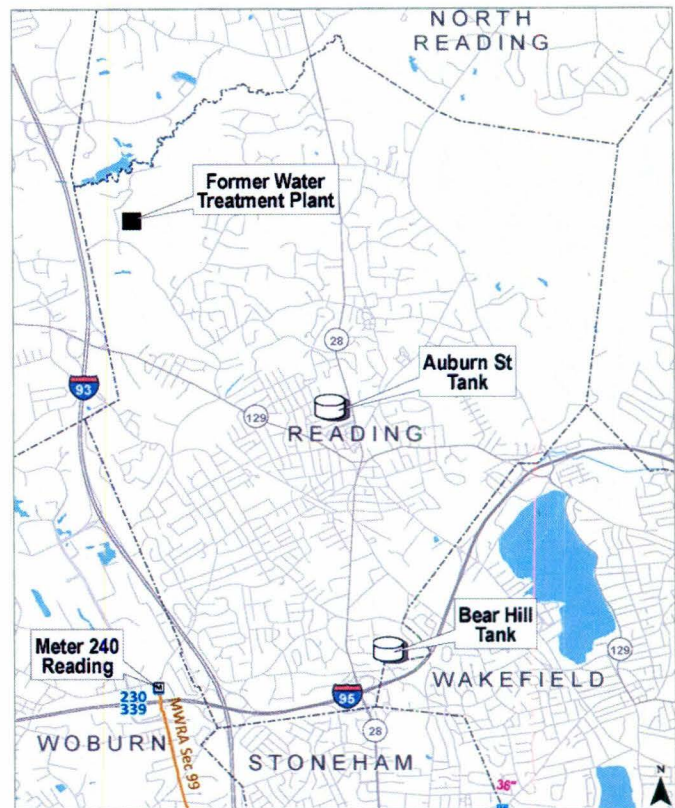 NORTH
READING
Former Water
Treatment Plant
28
Auburn St
Tank
93
129
READING
Bear Hill
Tank
Meter 240
Reading
M
129
WAKEFIELD
230
339
95
MWRA Sec 99
WOBURN
28
STONEHAM
36"
N